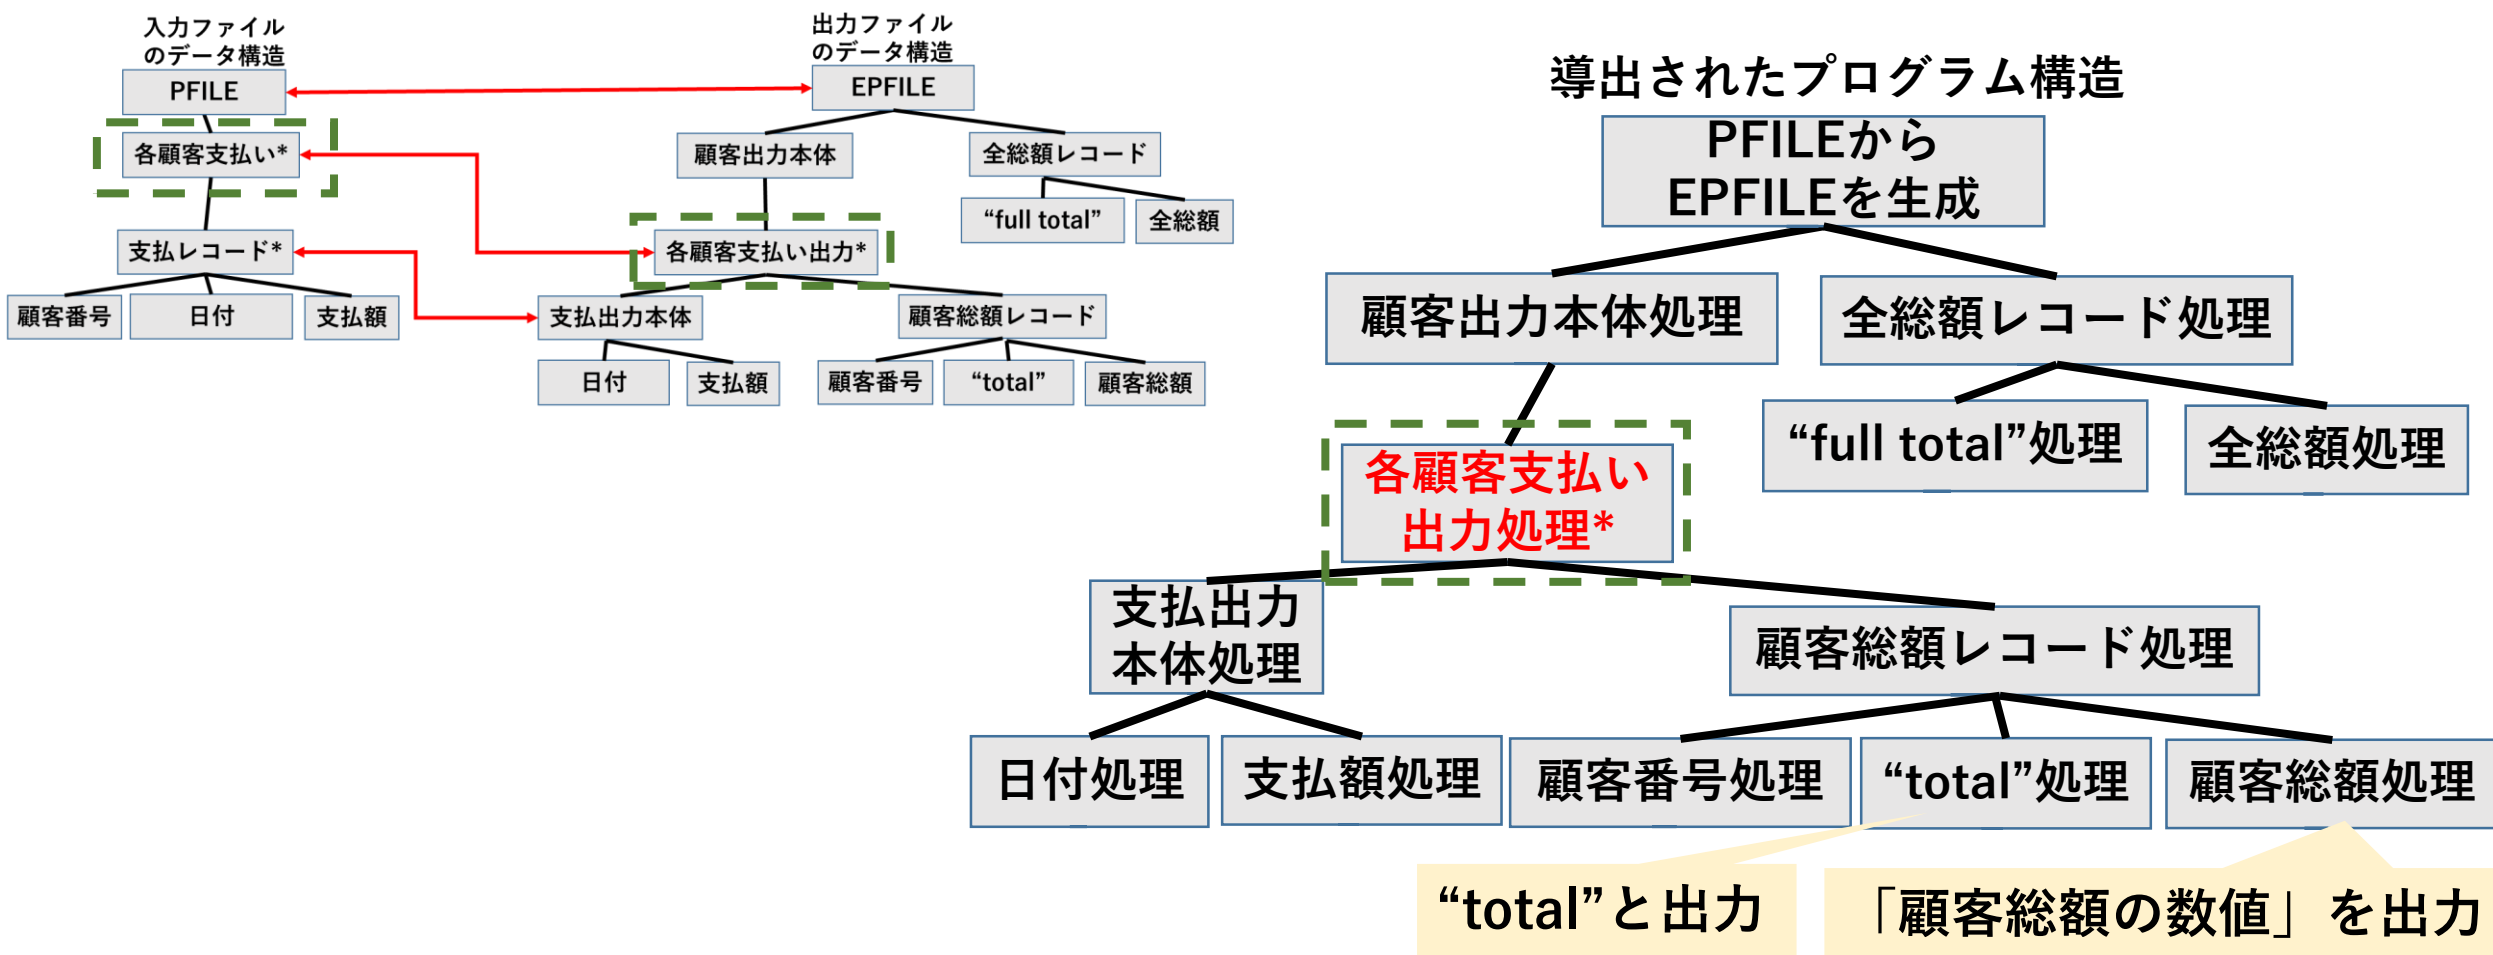 入力ファイル
のデータ構造
PFILE
各顧客支払い*
支払レコード*
顧客番号
日付
支払額
出力ファイル
のデータ構造
EPFILE
顧客出力本体
全総額レコード
“full total”
全総額
各顧客支払い出力*
支払出力本体
顧客総額レコード
日付
支払額
顧客番号
“total”
顧客総額
導出されたプログラム構造
PFILEから
EPFILEを生成
顧客出力本体処理
全総額レコード処理
“full total”処理
全総額処理
各顧客支払い
出力処理*
支払出力
本体処理
顧客総額レコード処理
日付処理
支払額処理
顧客番号処理
“total”処理
顧客総額処理
“total”と出力
「顧客総額の数値」を出力